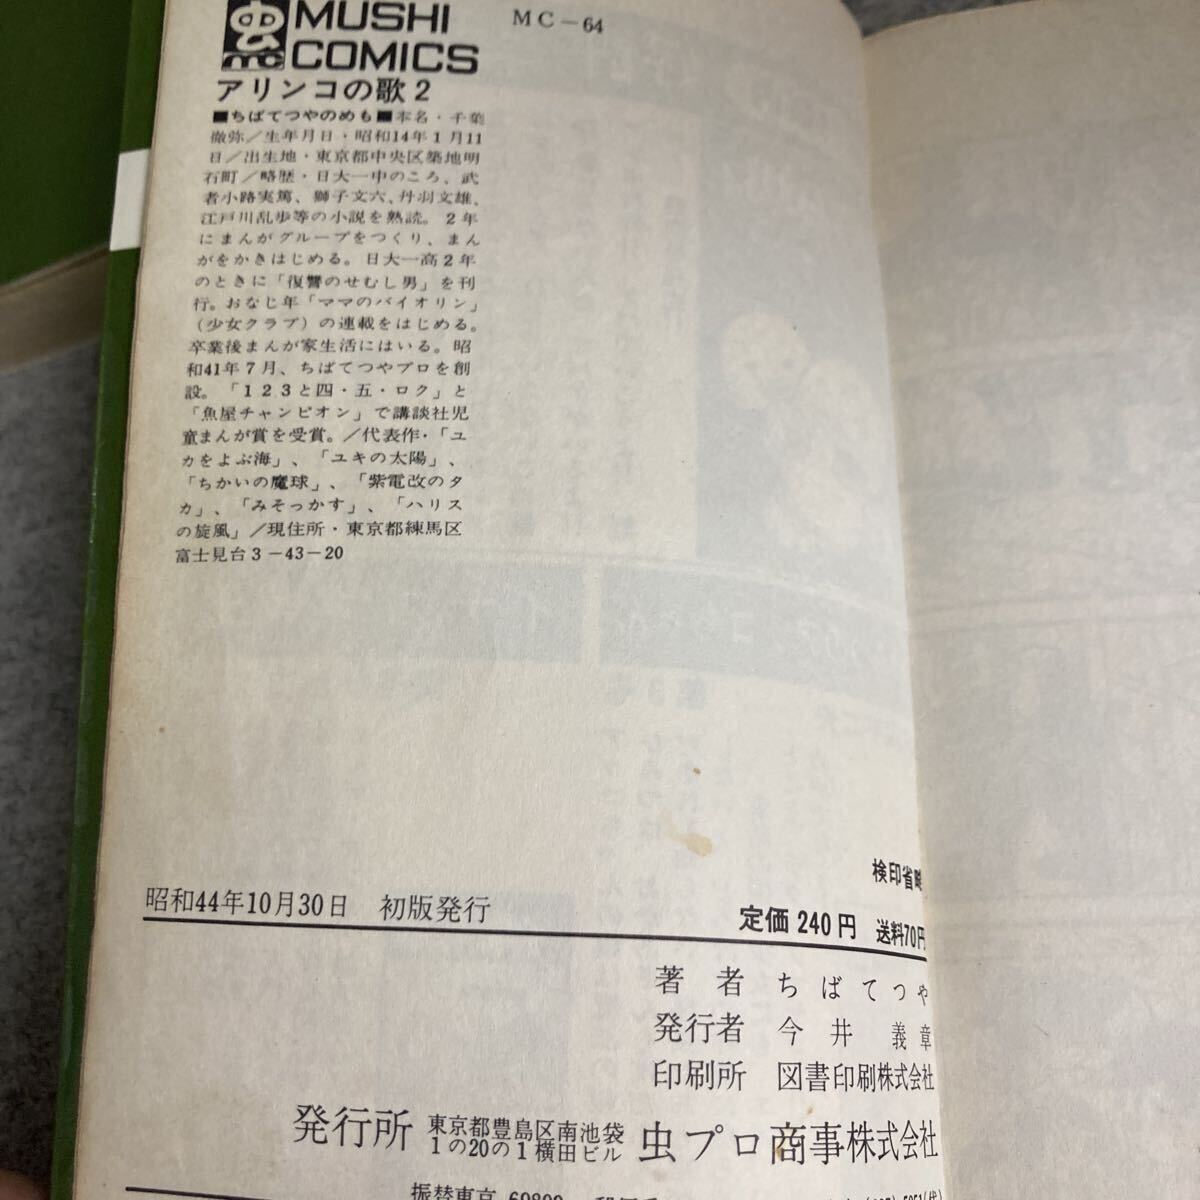 虫
mc
MUSHI
COMICS
MC－64
アリンコの歌2
■ちばてつやのめも■本名・千葉
徹弥／生年月日・昭和14年1月11
日／出生地・東京都中央区築地明
石町／略歴・日大一中のころ、武
者小路実篤、獅子文六、丹羽文雄、
江戸川乱歩等の小説を熟読。2年
にまんがグループをつくり、まん
がをかきはじめる。日大一高2年
のときに「復讐のせむし男」を刊
行。おなじ年「ママのバイオリン」
（少女クラブ）の連載をはじめる。
卒業後まんが家生活にはいる。昭
和41年7月、ちばてつやプロを創
設。「123と四・五・ロク」と
「魚屋チャンピオン」で講談社児
童まんが賞を受賞。／代表作・「ユ
カをよぶ海」、「ユキの太陽」、
「ちかいの魔球」、「紫電改のタ
カ」、「みそっかす」、「ハリス
の旋風」／現住所・東京都練馬区
富士見台3－43－20
検印省略
昭和44年10月30日 初版発行
定価240円 送料70円
著者 ちばてつや
発行者 今井義章
印刷所 図書印刷株式会社
発行所 東京都豊島区南池袋
1の20の1横田ビル 虫プロ商事株式会社
振替東京 69809